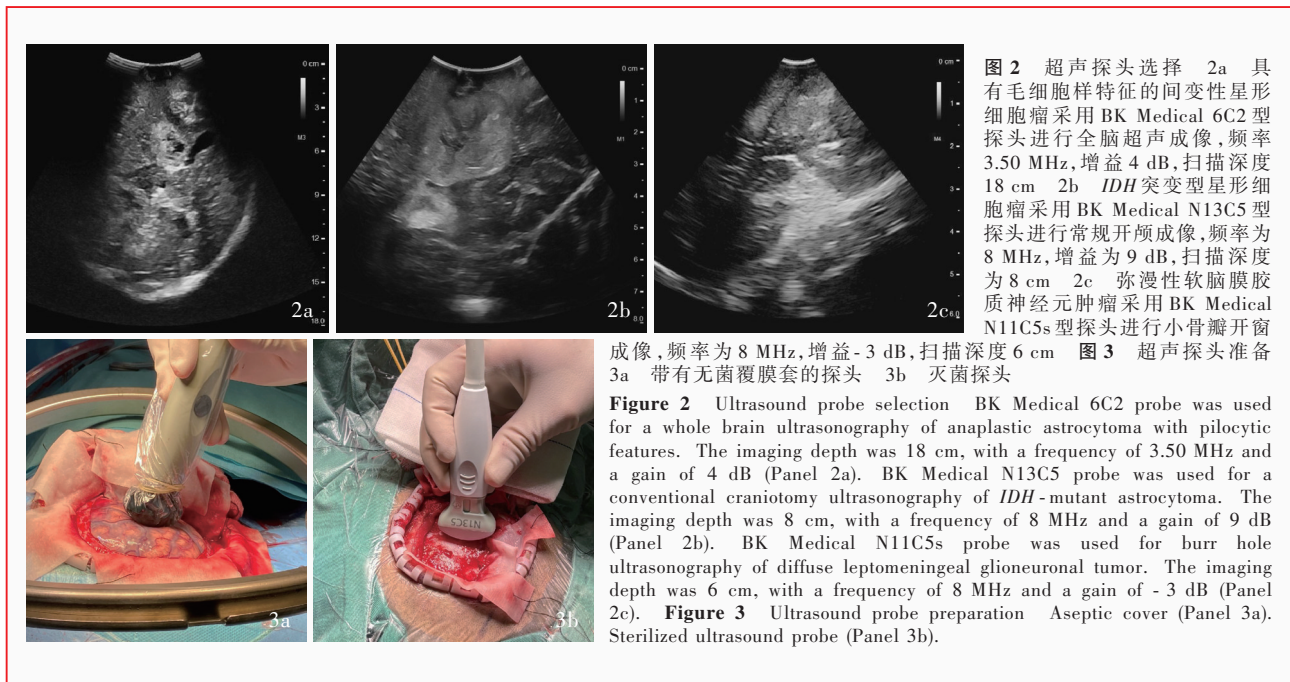 0 cm
3
M3
6
9
12
15
18.0
2a
0 cm
1
M1
2
3
4
5
6
7
8.0
2b
0 cm
1
2
3
4
5
6.0
2c
3a
N13C5
3b
图 2 超声探头选择 2a 具
有毛细胞样特征的间变性星形
细胞瘤采用 BK Medical 6C2 型
探头进行全脑超声成像，频率
3.50 MHz，增益 4 dB，扫描深度
18 cm 2b IDH 突变型星形细
胞瘤采用 BK Medical N13C5 型
探头进行常规开颅成像，频率为
8 MHz，增益为 9 dB，扫描深度
为 8 cm 2c 弥漫性软脑膜胶
质神经元肿瘤采用 BK Medical
N11C5s 型探头进行小骨瓣开窗
成像，频率为 8 MHz，增益 - 3 dB，扫描深度 6 cm 图 3 超声探头准备
3a 带有无菌覆膜套的探头 3b 灭菌探头
Figure 2 Ultrasound probe selection BK Medical 6C2 probe was used
for a whole brain ultrasonography of anaplastic astrocytoma with pilocytic
features. The imaging depth was 18 cm, with a frequency of 3.50 MHz and
a gain of 4 dB (Panel 2a). BK Medical N13C5 probe was used for a
conventional craniotomy ultrasonography of IDH-mutant astrocytoma. The
imaging depth was 8 cm, with a frequency of 8 MHz and a gain of 9 dB
(Panel 2b). BK Medical N11C5s probe was used for burr hole
ultrasonography of diffuse leptomeningeal glioneuronal tumor. The imaging
depth was 6 cm, with a frequency of 8 MHz and a gain of - 3 dB (Panel
2c). Figure 3 Ultrasound probe preparation Aseptic cover (Panel 3a).
Sterilized ultrasound probe (Panel 3b).